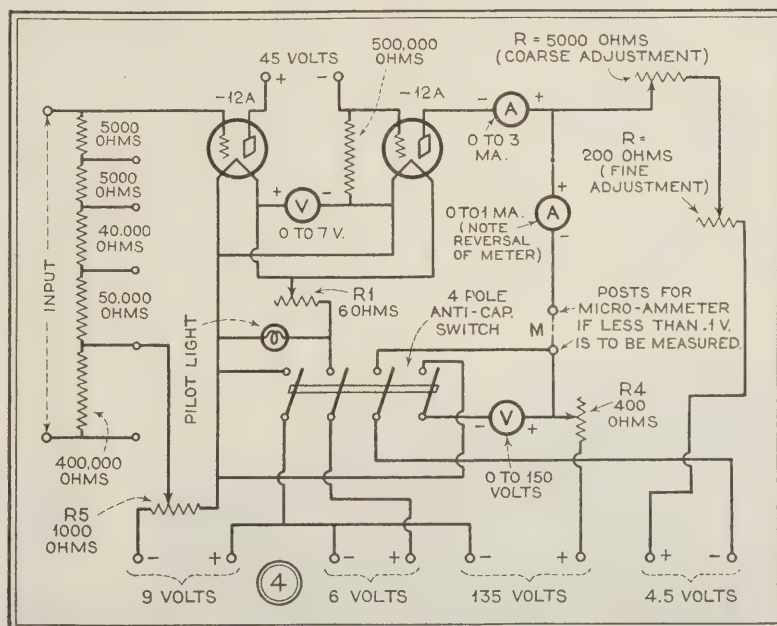 R = 5000 OHMS
(COARSE ADJUSTMENT)
500,000
OHMS
45 VOLTS
+
-
-12A
-12A
-
A
+
0 TO 3
MA.
R =
200 OHMS
(FINE
ADJUSTMENT)
5000
OHMS
5000
OHMS
40.000
OHMS
50.000
OHMS
400,000
OHMS
INPUT
+
V
-
0 TO 7 V.
+
A
-
0 TO 1 MA.
(NOTE
REVERSAL
OF METER)
R1
6 OHMS
PILOT LIGHT
4 POLE
ANTI-CAP.
SWITCH
M
POSTS FOR
MICRO-AMMETER
IF LESS THAN .1 V.
IS TO BE MEASURED.
-
V
+
0 TO 150
VOLTS
R4
400
OHMS
R5
1000
OHMS
-
+
-
+
-
+
+
-
9 VOLTS
4
6 VOLTS
135 VOLTS
4.5 VOLTS